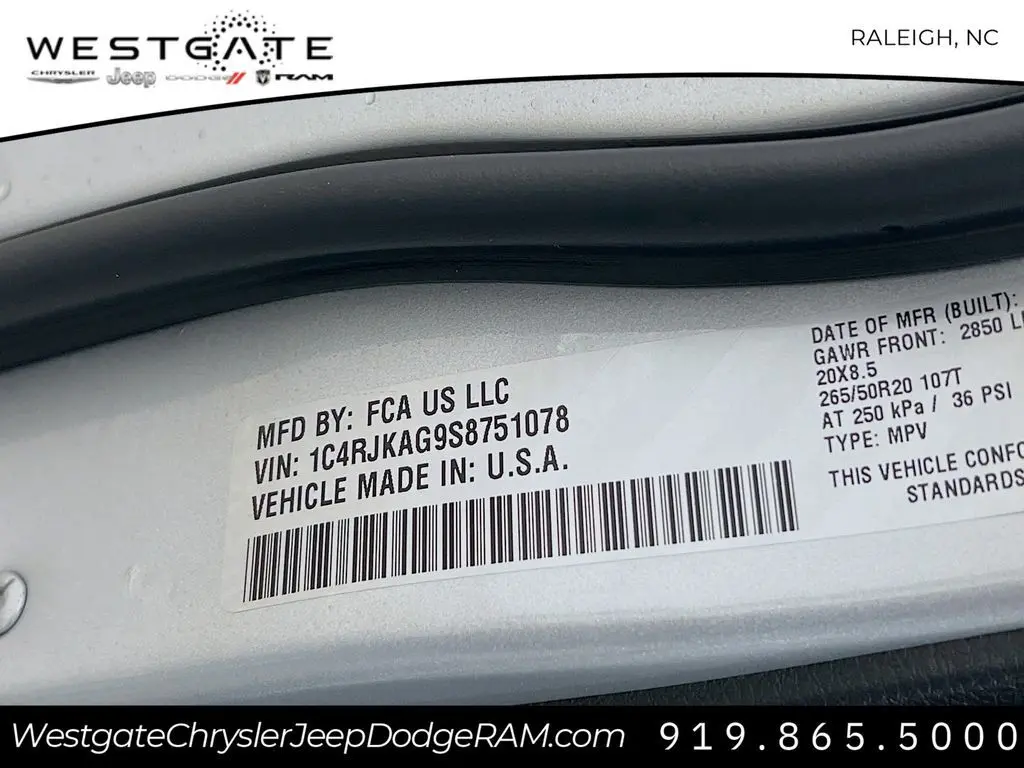 WESTGATE
CHRYSLER Jeep DODGE RAM
RALEIGH, NC
MFD BY: FCA US LLC
VIN: 1C4RJKAG9S8751078
VEHICLE MADE IN: U.S.A.
DATE OF MFR (BUILT):
GAWR FRONT: 2850
20X8.5
265/50R20 107T
AT 250 kPa / 36 PSI
TYPE: MPV
THIS VEHICLE
STANDARDS
WestgateChryslerJeepDodgeRAM.com
919.865.5000